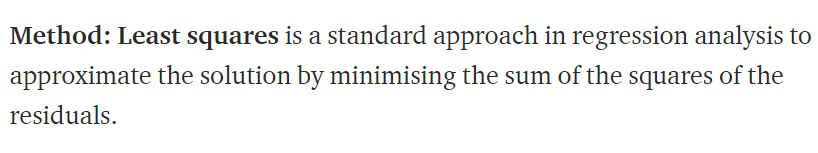 Method: Least squares is a standard approach in regression analysis to
approximate the solution by minimising the sum of the squares of the
residuals.